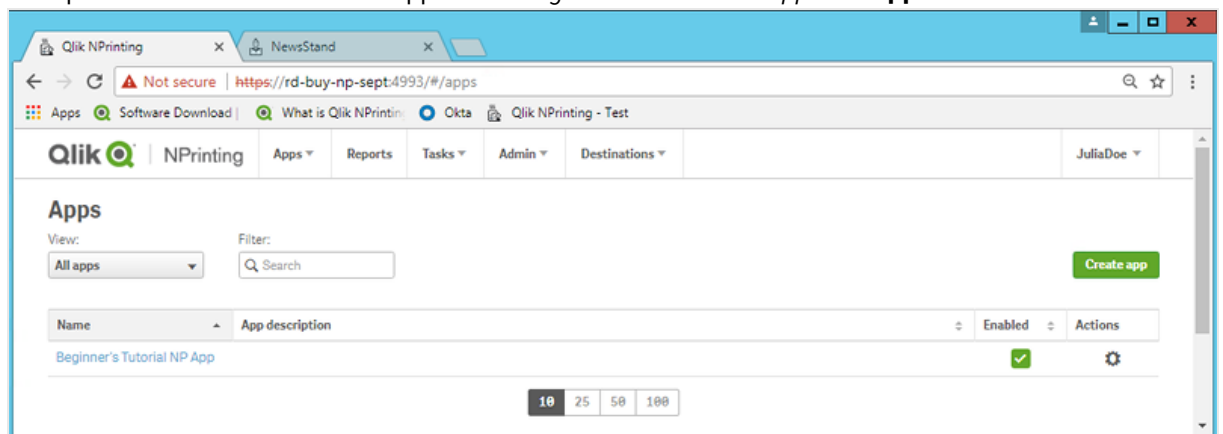 Qlik NPrinting NewsStand
Not secure https://rd-buy-np-sept:4993/#/apps
Apps Software Download | What is Qlik NPrintin Okta Qlik NPrinting - Test
Qlik NPrinting Apps Reports Tasks Admin Destinations JuliaDoe
Apps
View: Filter:
All apps Search Create app
Name App description Enabled Actions
Beginner's Tutorial NP App
10 25 50 100